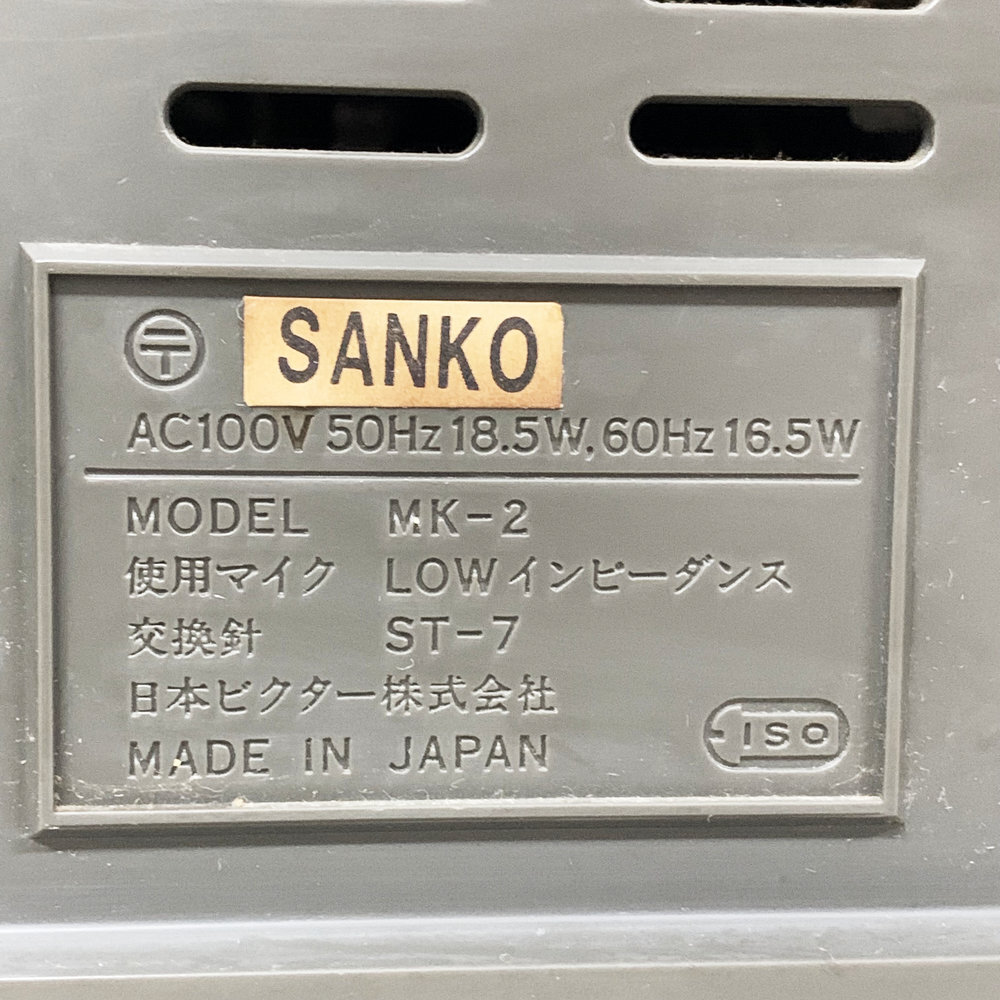 〒 SANKO
AC100V 50Hz 18.5W, 60Hz 16.5W
MODEL MK-2
使用マイク LOWインピーダンス
交換針 ST-7
日本ビクター株式会社
MADE IN JAPAN
ISO